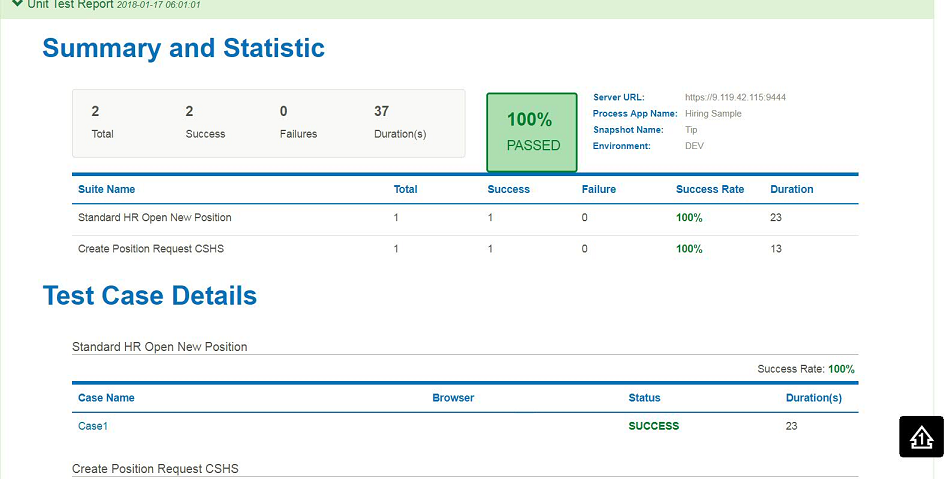 Unit Test Report 2018-01-17 06:01:01
Summary and Statistic
2 2 0 37
Total Success Failures Duration(s)
100%
PASSED
Server URL: https://9.119.42.115:9444
Process App Name: Hiring Sample
Snapshot Name: Tip
Environment: DEV
Suite Name Total Success Failure Success Rate Duration
Standard HR Open New Position 1 1 0 100% 23
Create Position Request CSHS 1 1 0 100% 13
Test Case Details
Standard HR Open New Position
Success Rate: 100%
Case Name Browser Status Duration(s)
Case1 SUCCESS 23
1
Create Position Request CSHS